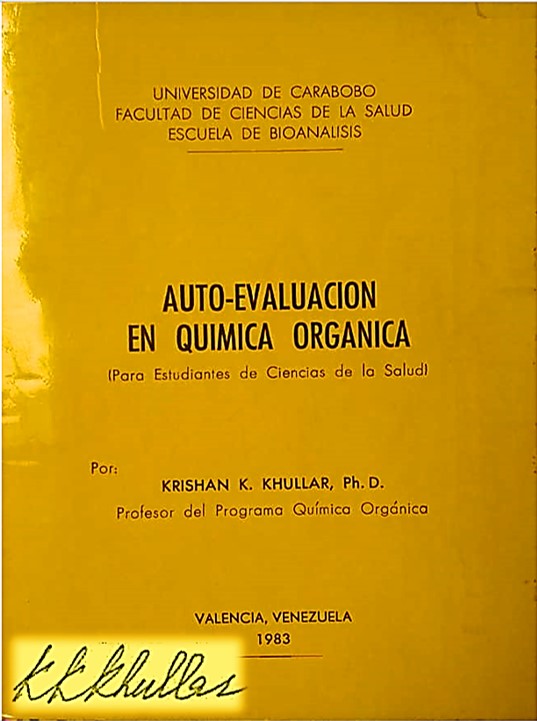 UNIVERSIDAD DE CARABOBO
FACULTAD DE CIENCIAS DE LA SALUD
ESCUELA DE BIOANALISIS
AUTO-EVALUACION
EN QUIMICA ORGANICA
(Para Estudiantes de Ciencias de la Salud)
Por:
KRISHAN K. KHULLAR, Ph. D.
Profesor del Programa Química Orgánica
VALENCIA, VENEZUELA
1983
KKKhullar